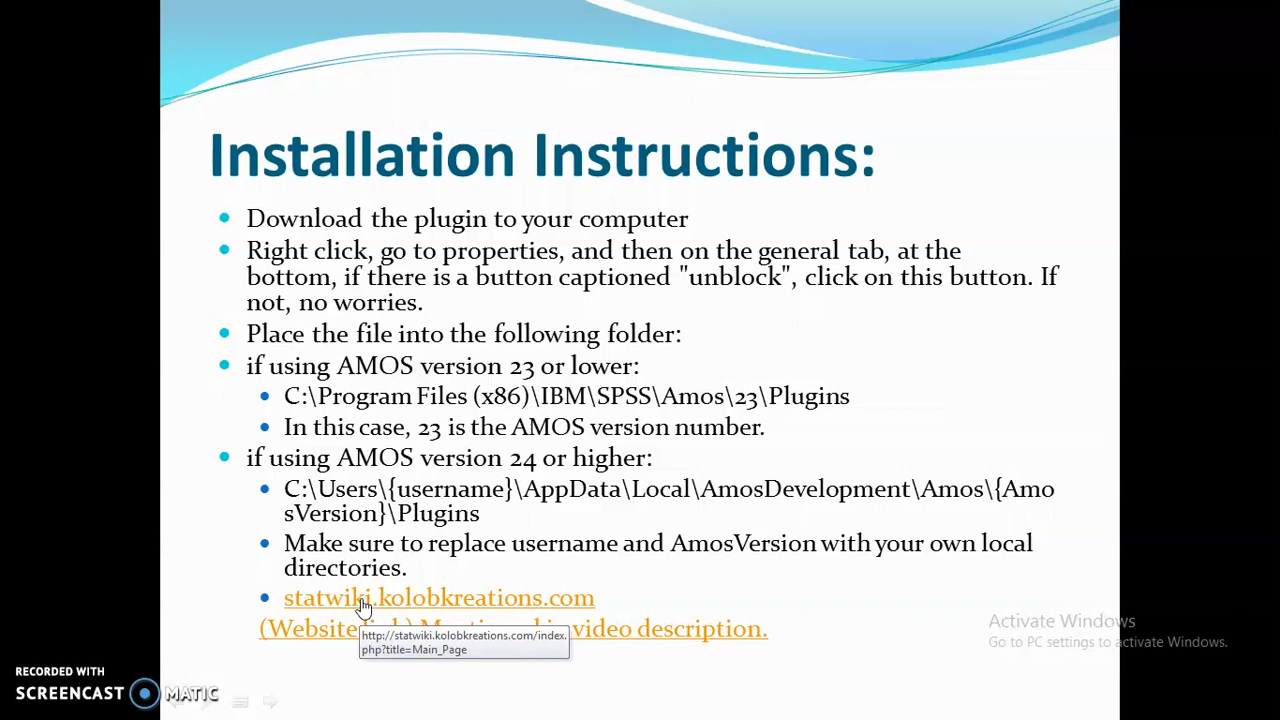 Installation Instructions:
Download the plugin to your computer
Right click, go to properties, and then on the general tab, at the
bottom, if there is a button captioned "unblock", click on this button. If
not, no worries.
Place the file into the following folder:
if using AMOS version 23 or lower:
C:\Program Files (x86)\IBM\SPSS\Amos\23\Plugins
In this case, 23 is the AMOS version number.
if using AMOS version 24 or higher:
C:\Users\{username}\AppData\Local\AmosDevelopment\Amos\{Amo
sVersion}\Plugins
Make sure to replace username and AmosVersion with your own local
directories.
statwiki.kolobkreations.com
(Website video description.
http://statwiki.kolobkreations.com/index.
php?title=Main_Page
Activate Windows
Go to PC settings to activate Windows.
RECORDED WITH
SCREENCAST MATIC